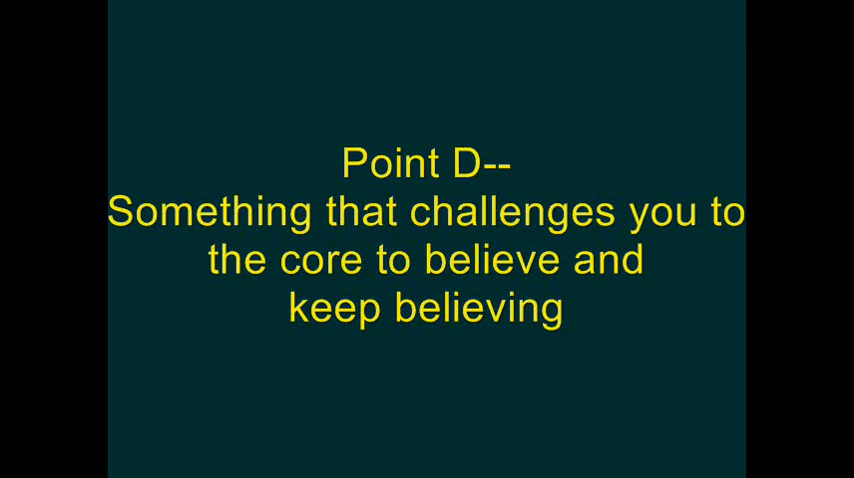 Point D--
Something that challenges you to
the core to believe and
keep believing